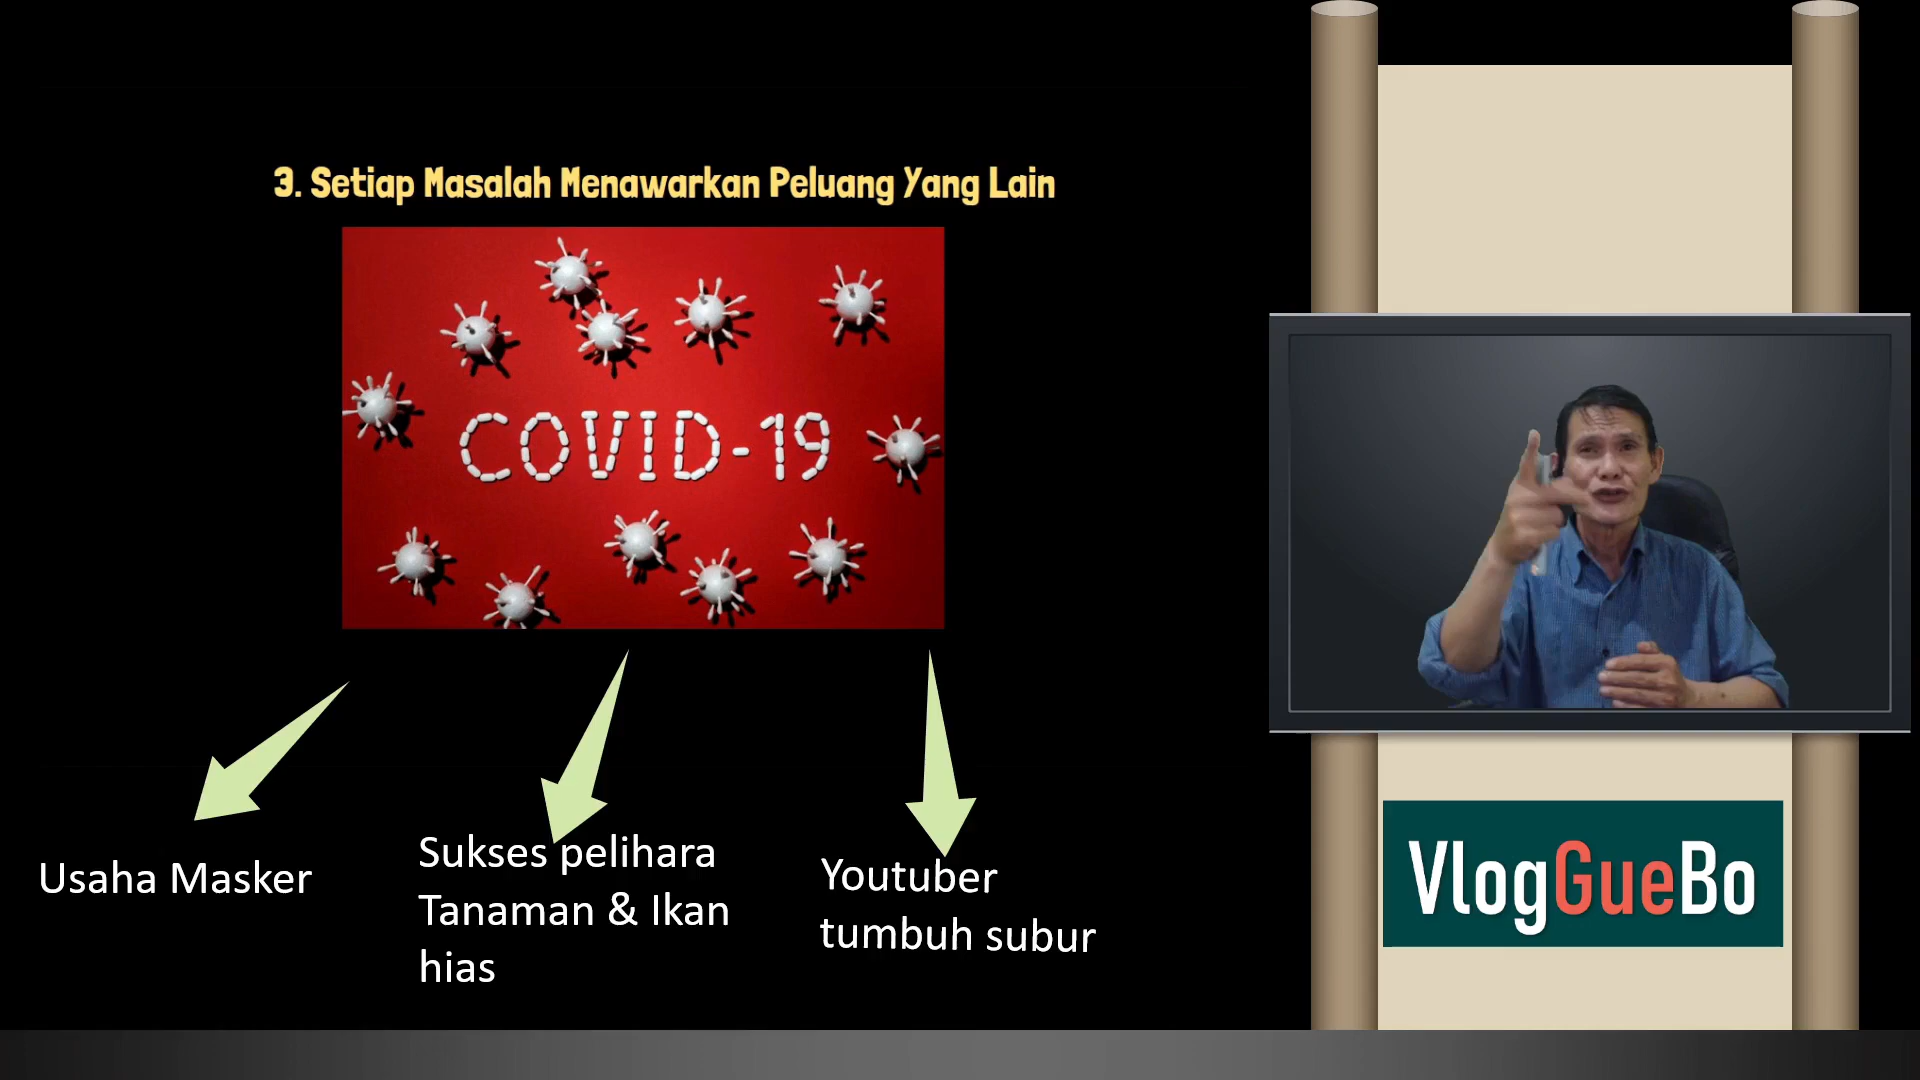 3. Setiap Masalah Menawarkan Peluang Yang Lain
COVID-19
Usaha Masker
Sukses pelihara
Tanaman & Ikan
hias
Youtuber
tumbuh subur
VlogGueBo